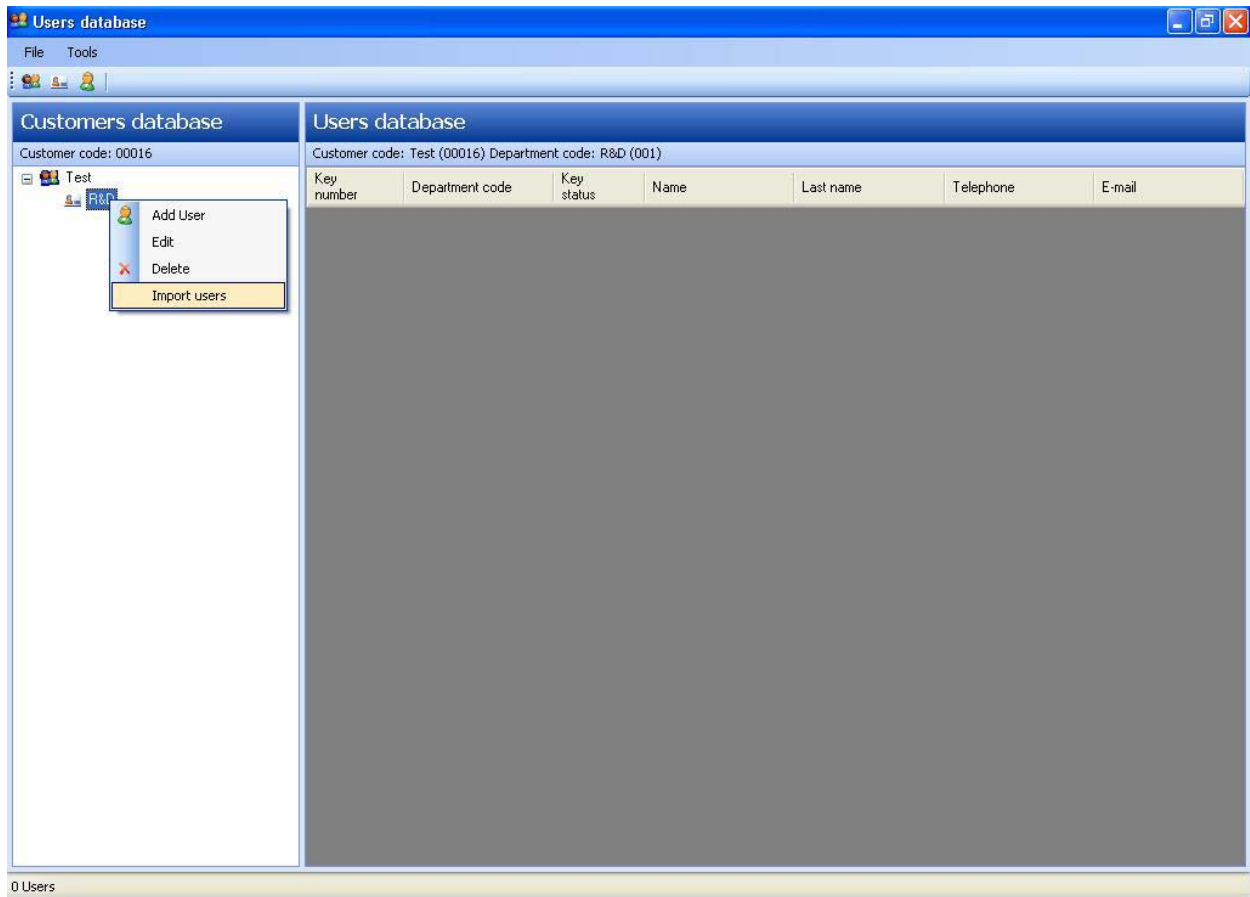 Users database
File Tools
Customers database
Users database
Customer code: 00016
Customer code: Test (00016) Department code: R&D (001)
Test
R&D
Key number
Department code
Key status
Name
Last name
Telephone
E-mail
Add User
Edit
Delete
Import users
0 Users